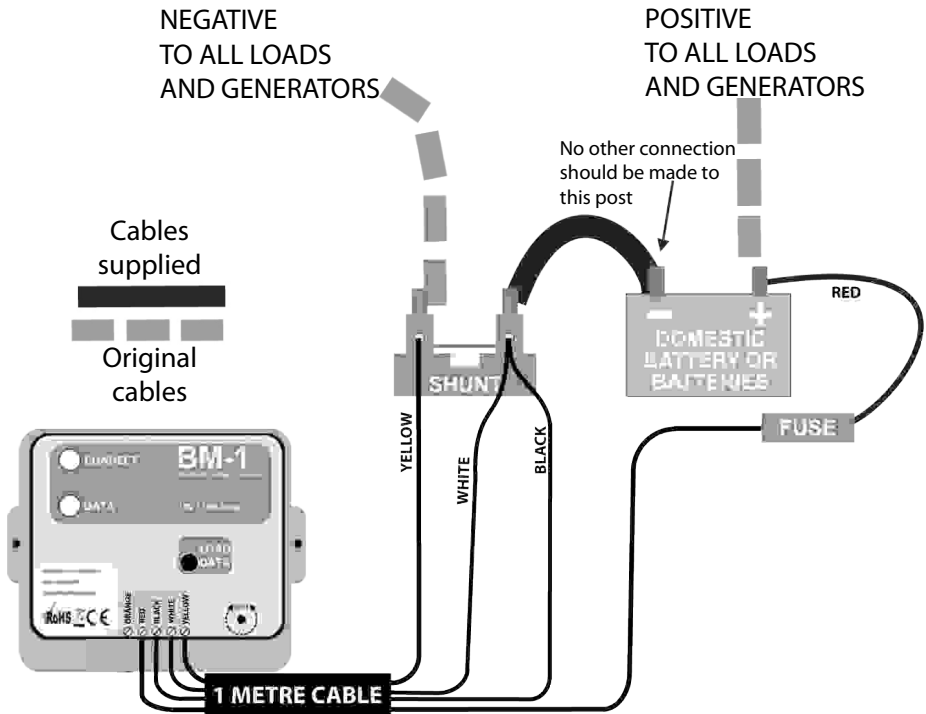 NEGATIVE
TO ALL LOADS
AND GENERATORS
POSITIVE
TO ALL LOADS
AND GENERATORS
No other connection
should be made to
this post
Cables
supplied
Original
cables
RED
DOMESTIC
BATTERY OR
BATTERIES
SHUNT
FUSE
YELLOW
WHITE
BLACK
BM-1
CONNECT
DATA
LOAD
DATA
RoHS CE
ORANGE
RED
BLACK
WHITE
YELLOW
1 METRE CABLE